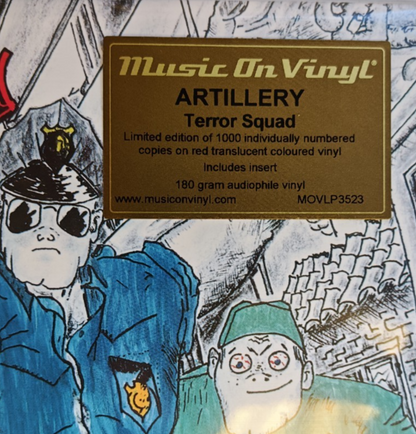 Music On Vinyl®
ARTILLERY
Terror Squad
Limited edition of 1000 individually numbered
copies on red translucent coloured vinyl
Includes insert
180 gram audiophile vinyl
www.musiconvinyl.com MOVLP3523